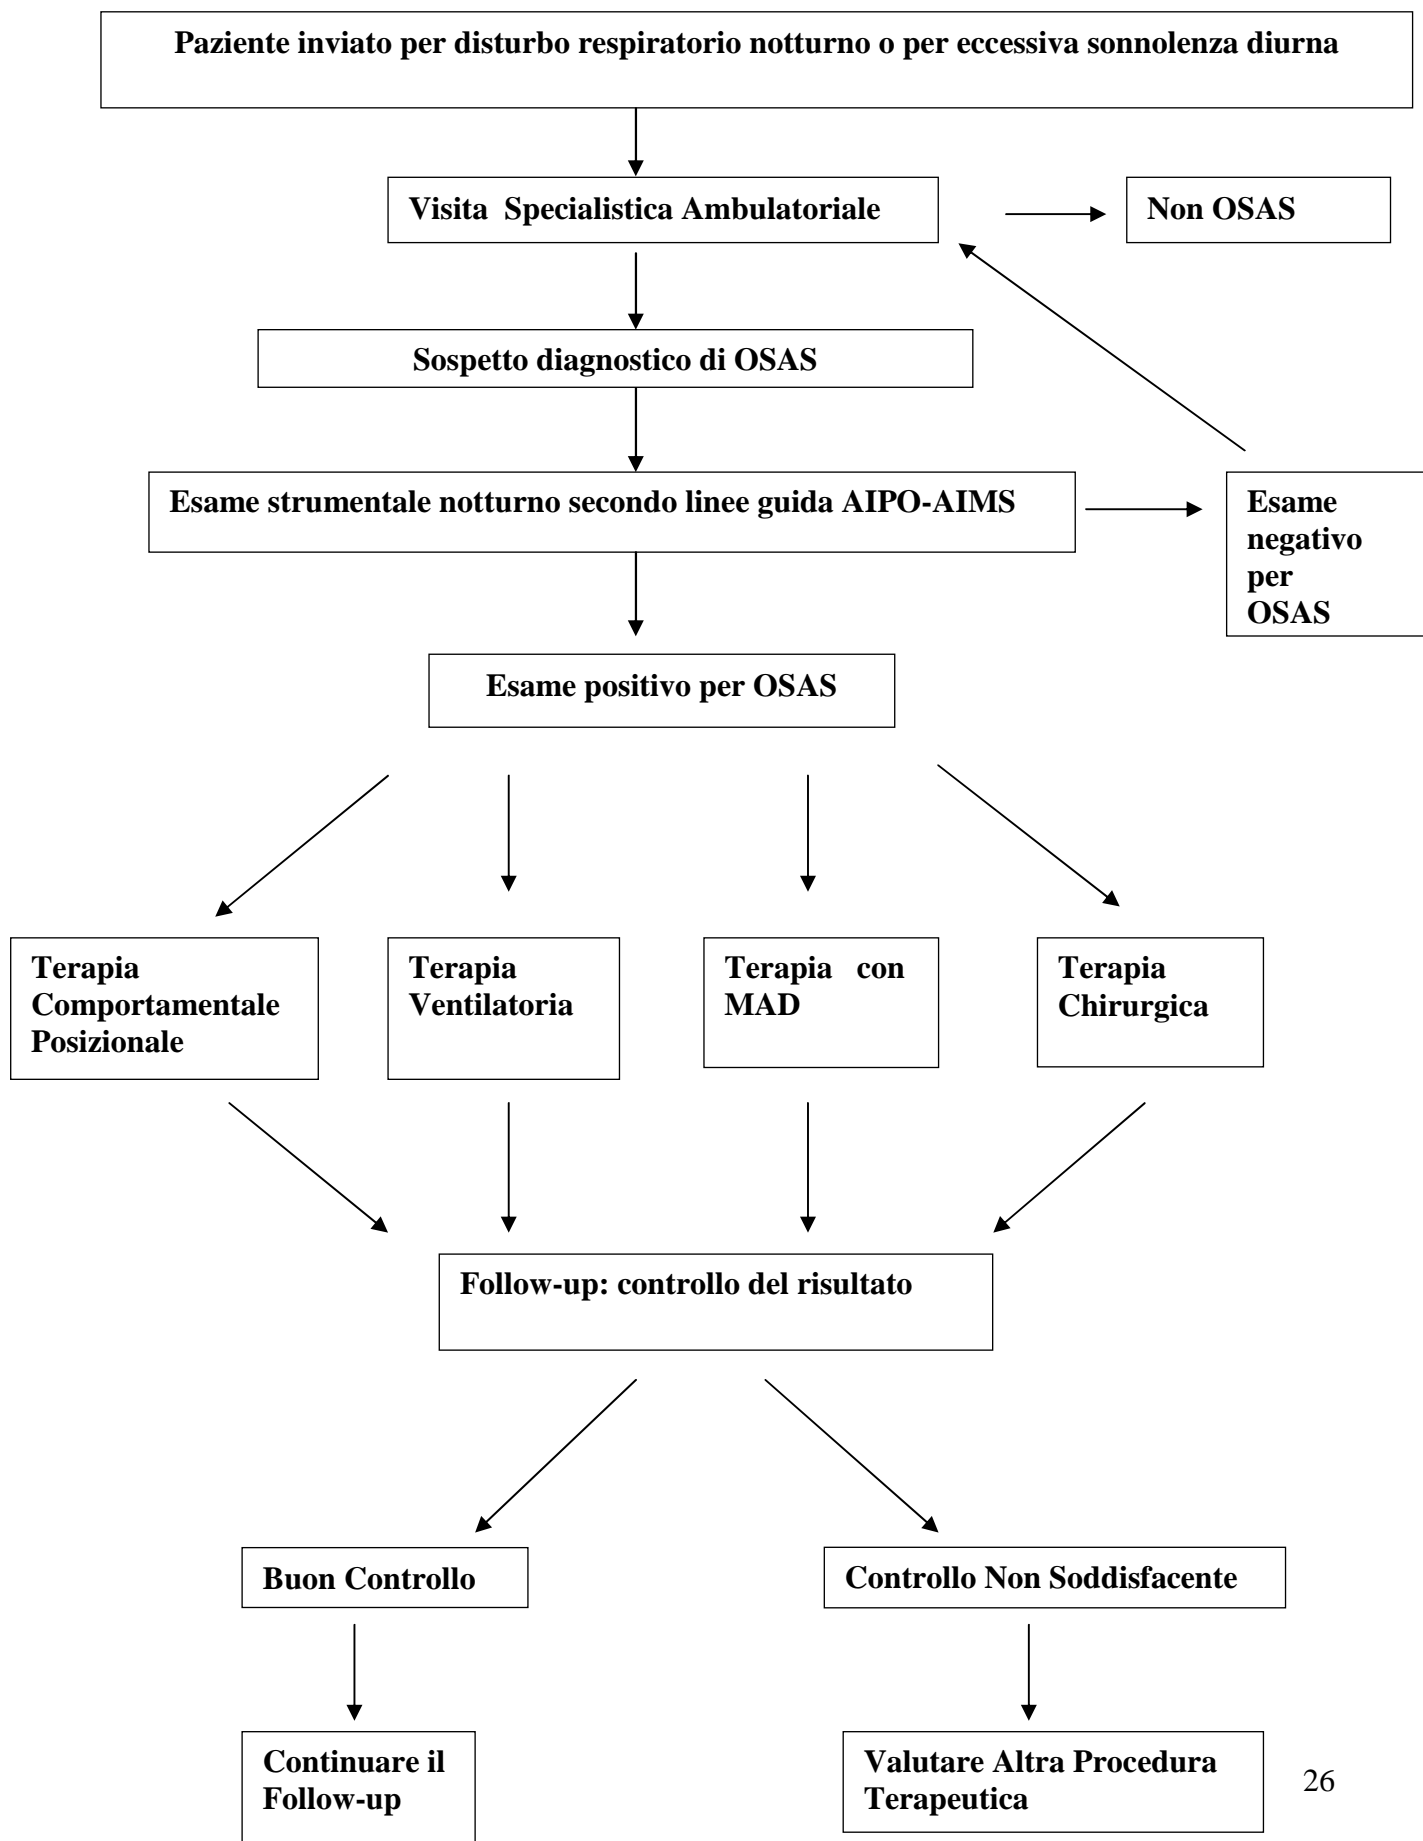 Paziente inviato per disturbo respiratorio notturno o per eccessiva sonnolenza diurna
Visita Specialistica Ambulatoriale
Non OSAS
Sospetto diagnostico di OSAS
Esame strumentale notturno secondo linee guida AIPO-AIMS
Esame
negativo
per
OSAS
Esame positivo per OSAS
Terapia
Comportamentale
Posizionale
Terapia
Ventilatoria
Terapia con
MAD
Terapia
Chirurgica
Follow-up: controllo del risultato
Buon Controllo
Controllo Non Soddisfacente
Continuare il
Follow-up
Valutare Altra Procedura
Terapeutica
26